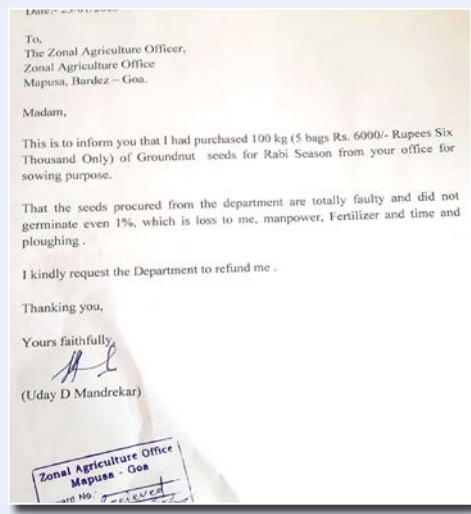 To,
The Zonal Agriculture Officer,
Zonal Agriculture Office
Mapusa, Bardez – Goa.
Madam,
This is to inform you that I had purchased 100 kg (5 bags Rs. 6000/- Rupees Six
Thousand Only) of Groundnut seeds for Rabi Season from your office for
sowing purpose.
That the seeds procured from the department are totally faulty and did not
germinate even 1%, which is loss to me, manpower, Fertilizer and time and
ploughing .
I kindly request the Department to refund me .
Thanking you,
Yours faithfully,
(Uday D Mandrekar)
Zonal Agriculture Office
Mapusa - Goa
No.